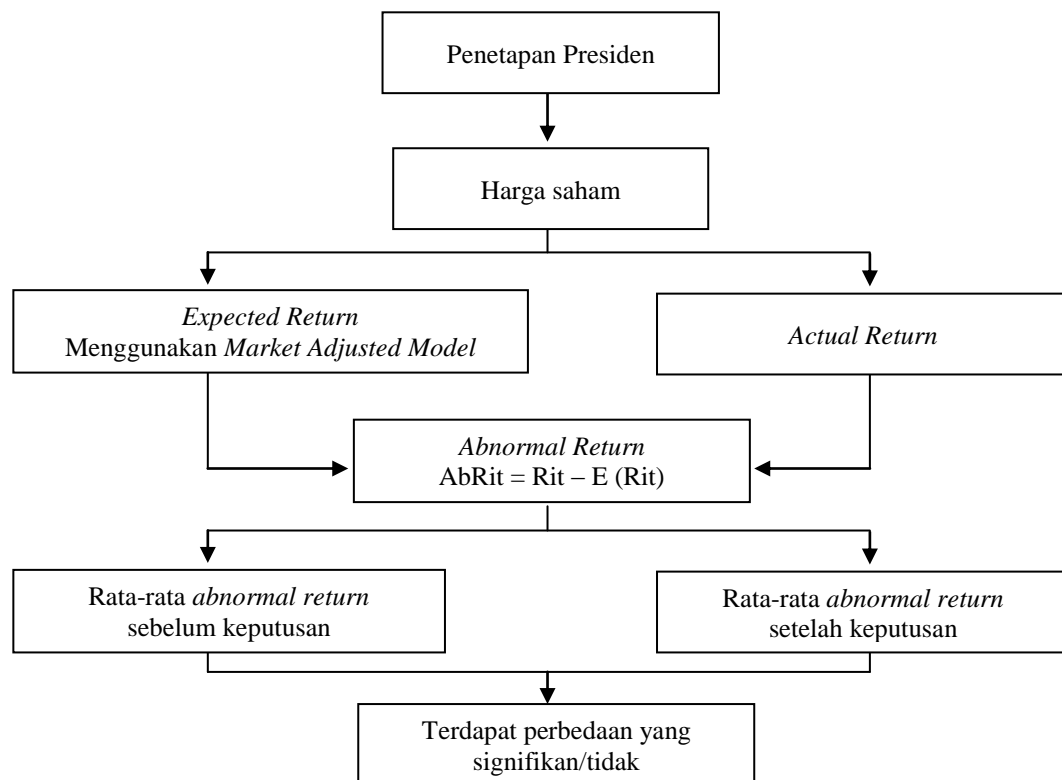 Penetapan Presiden
Harga saham
Expected Return
Menggunakan Market Adjusted Model
Actual Return
Abnormal Return
AbRit = Rit – E (Rit)
Rata-rata abnormal return
sebelum keputusan
Rata-rata abnormal return
setelah keputusan
Terdapat perbedaan yang
signifikan/tidak